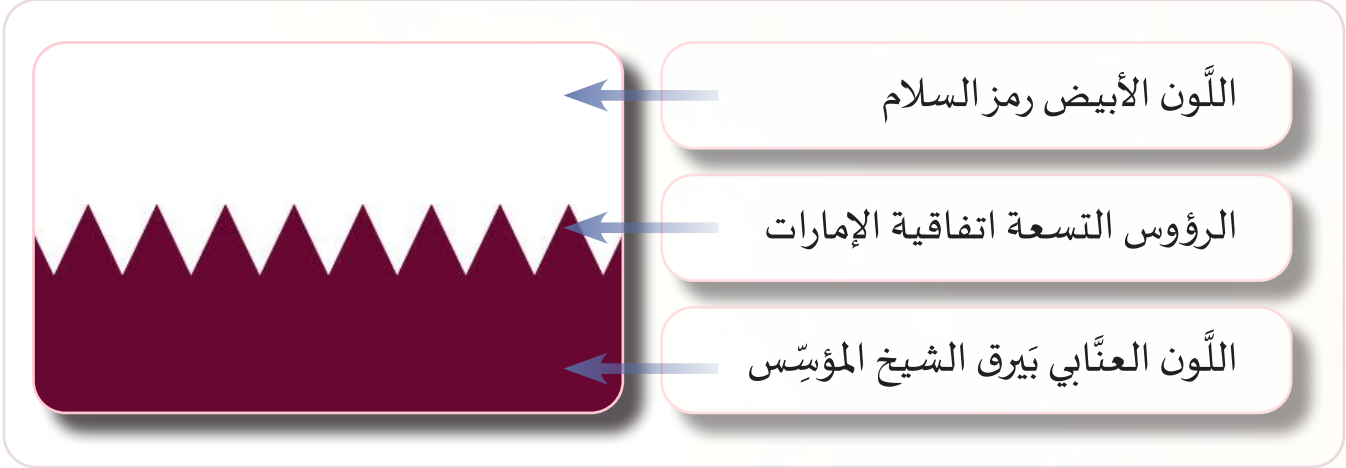 اللَّون الأبيض رمز السلام
الرؤوس التسعة اتفاقية الإمارات
اللَّون العنَّابي بَيرق الشيخ المؤسِّس